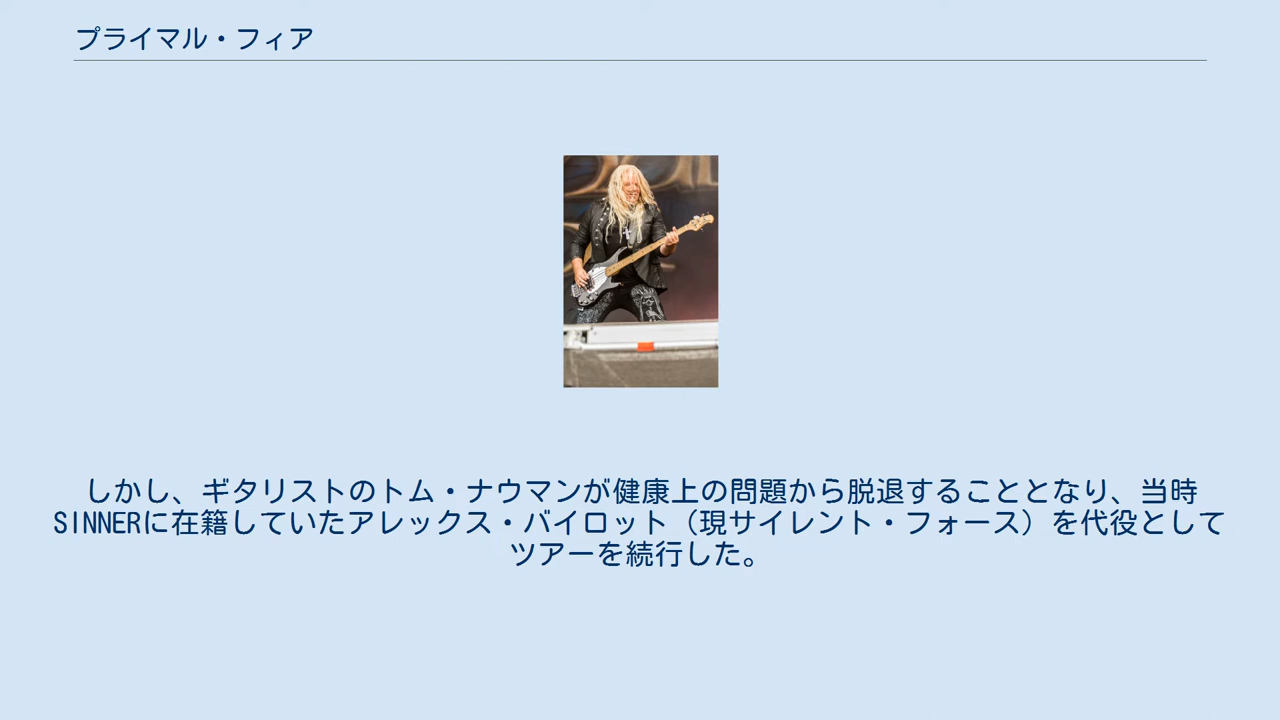 プライマル・フィア
しかし、ギタリストのトム・ナウマンが健康上の問題から脱退することとなり、当時
SINNERに在籍していたアレックス・バイロット（現サイレント・フォース）を代役として
ツアーを続行した。